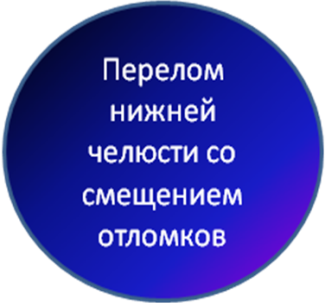 Перелом
нижней
челюсти со
смещением
отломков